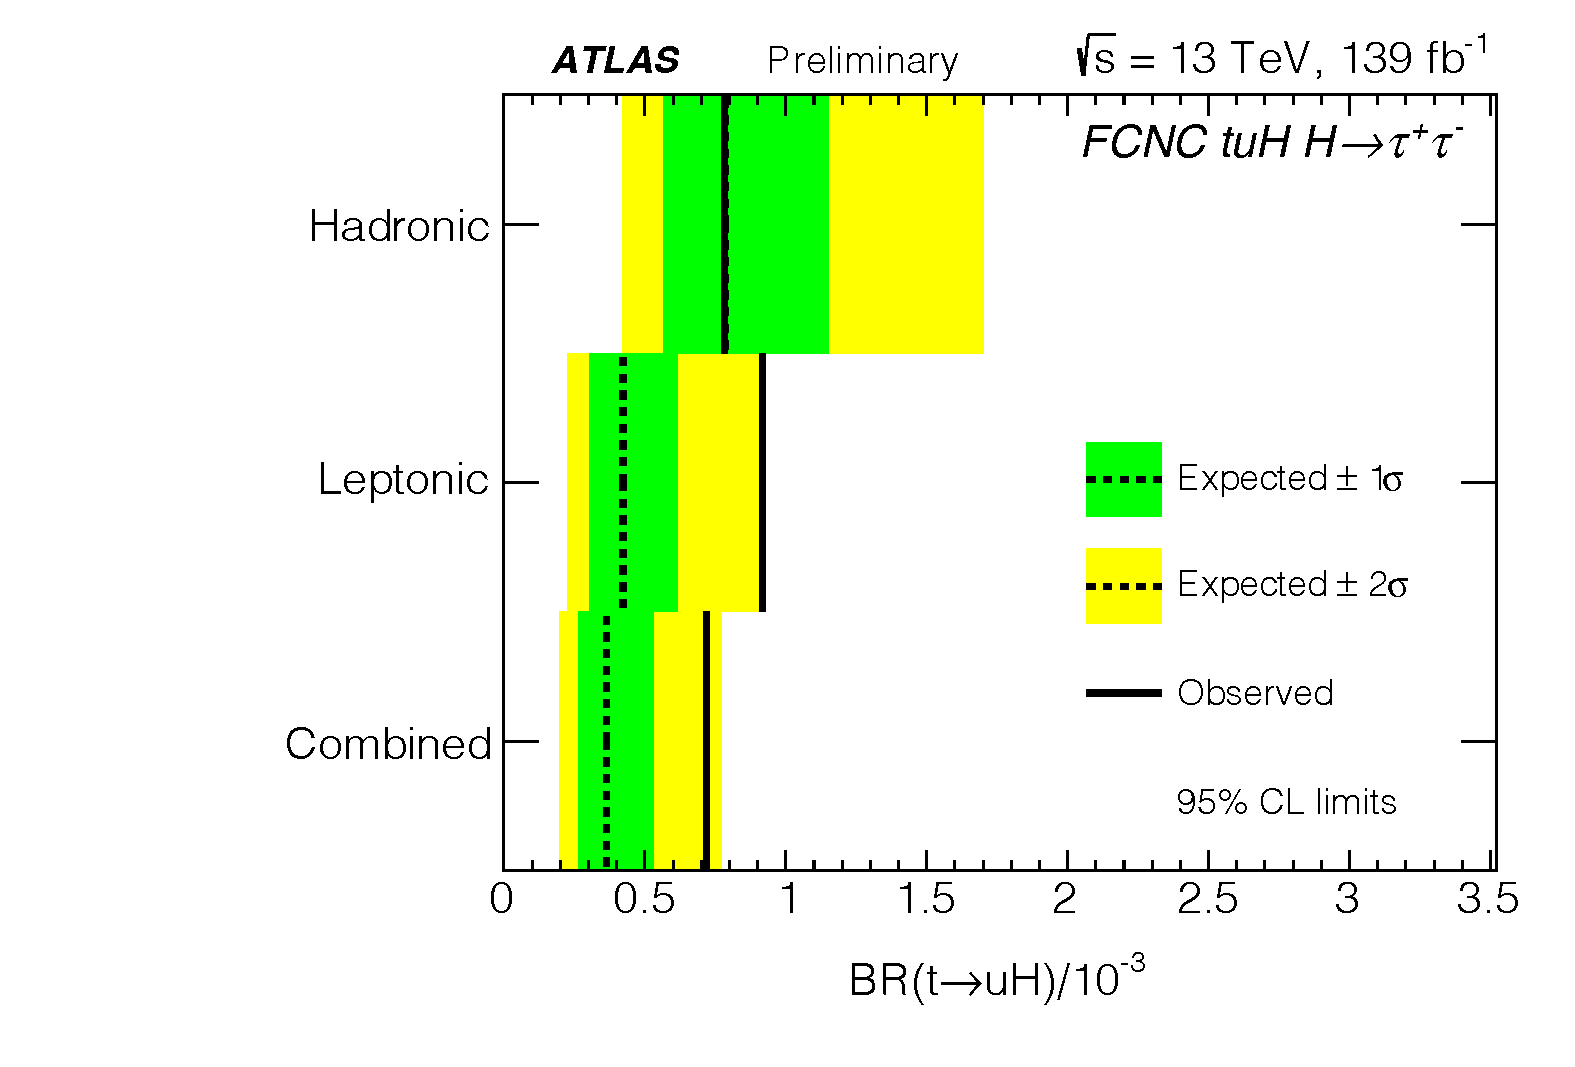 ATLAS Preliminary √s = 13 TeV, 139 fb⁻¹
FCNC tuH H→τ⁺τ⁻
Hadronic
Leptonic
Combined
Expected ± 1σ
Expected ± 2σ
Observed
95% CL limits
0 0.5 1 1.5 2 2.5 3 3.5
BR(t→uH)/10⁻³